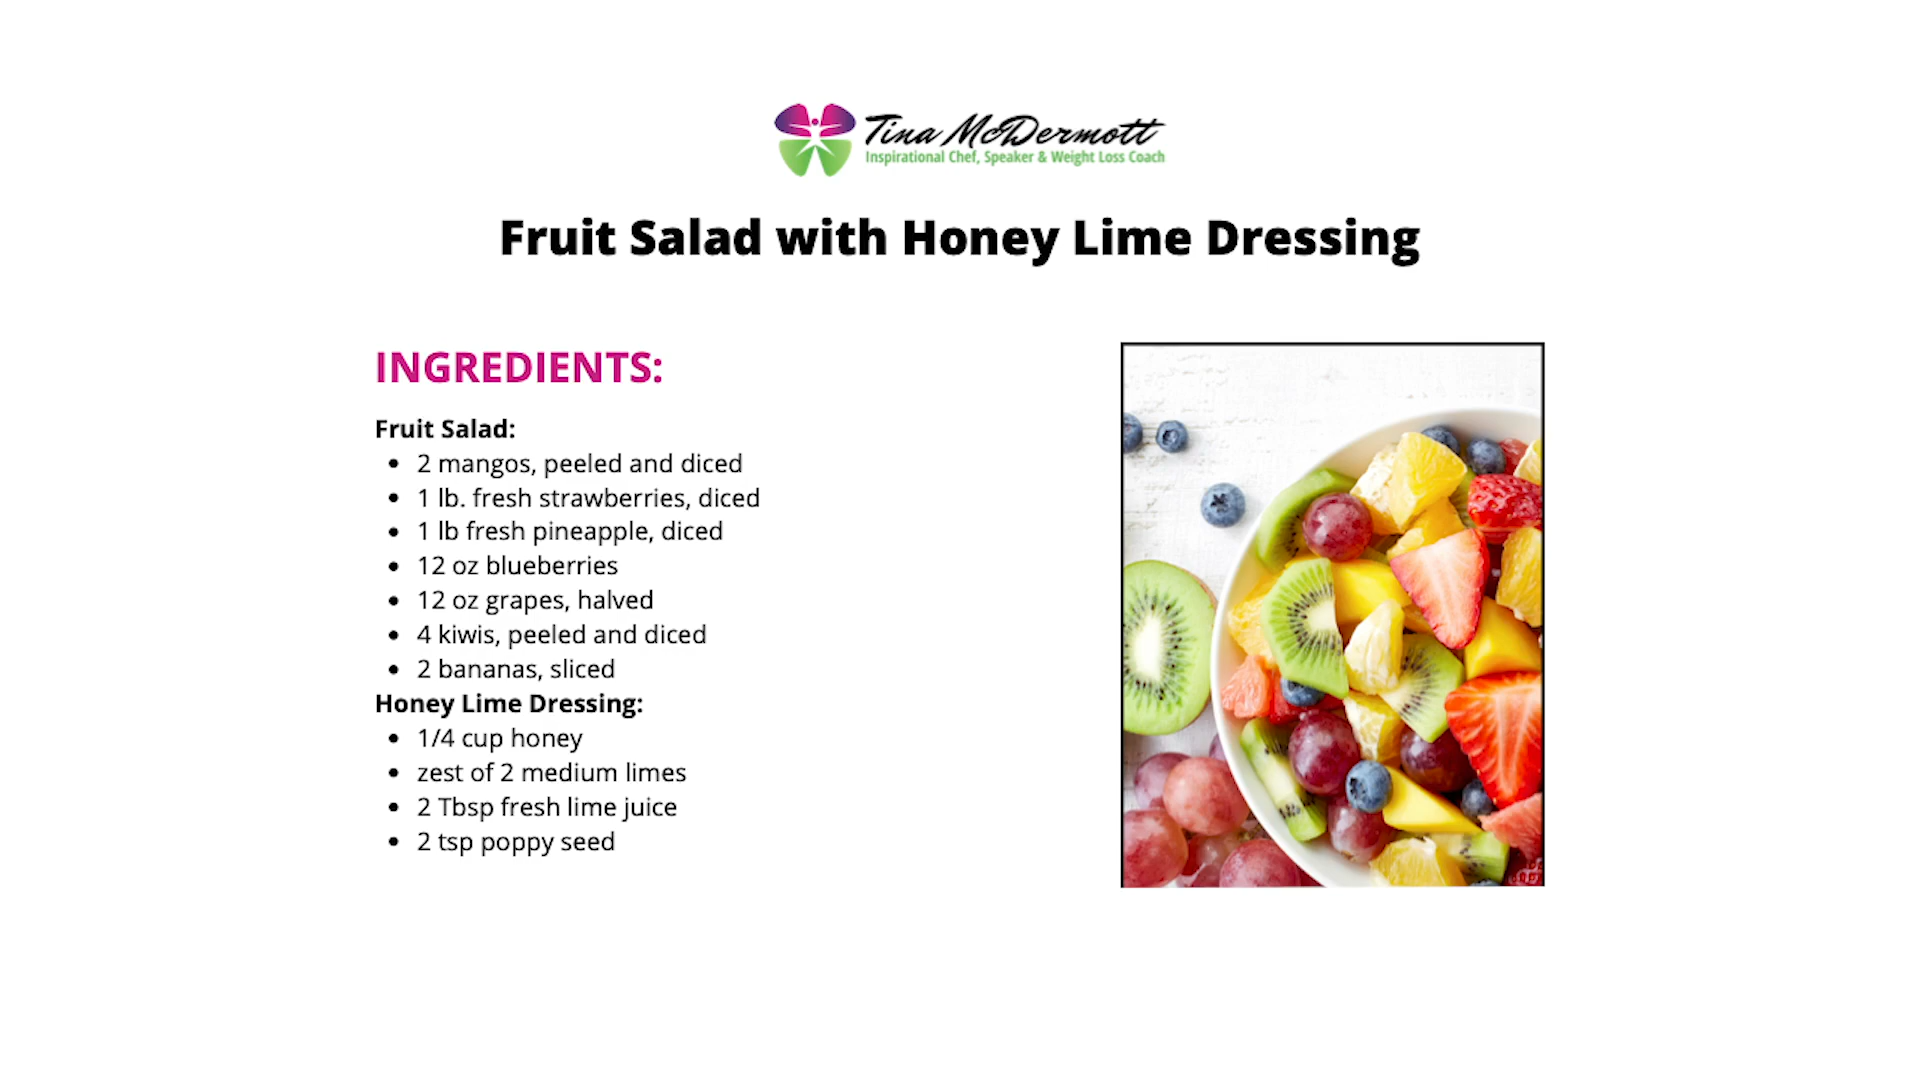 Tina McDermott
Inspirational Chef, Speaker & Weight Loss Coach
Fruit Salad with Honey Lime Dressing
INGREDIENTS:
Fruit Salad:
• 2 mangos, peeled and diced
• 1 lb. fresh strawberries, diced
• 1 lb fresh pineapple, diced
• 12 oz blueberries
• 12 oz grapes, halved
• 4 kiwis, peeled and diced
• 2 bananas, sliced
Honey Lime Dressing:
• 1/4 cup honey
• zest of 2 medium limes
• 2 Tbsp fresh lime juice
• 2 tsp poppy seed